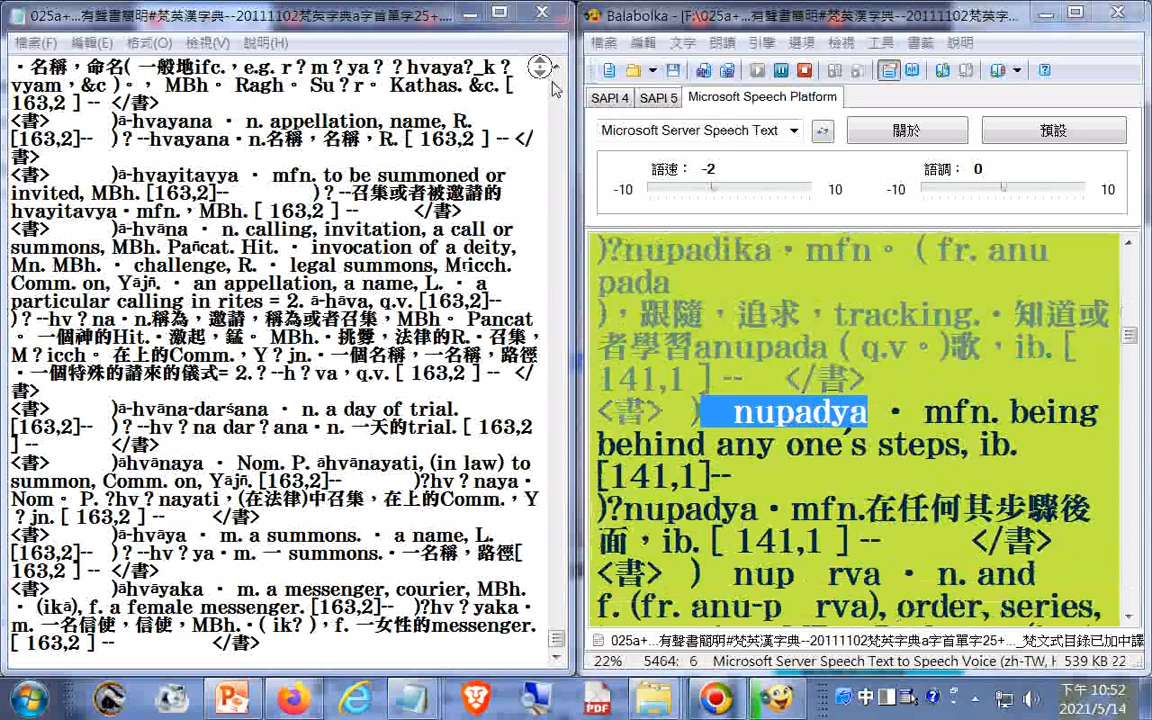 025a+...有聲書簡明#梵英漢字典--20111102梵英字典a字首單字25+...
檔案(F) 編輯(E) 格式(O) 檢視(V) 說明(H)
‧名稱，命名( 一般地ifc.，e.g. r？m？ya？？hvaya?_k？
vyam，&c )。， MBh。Ragh。Su？r。Kathas. &c. [
163,2 ] -- </書>
<書> )ā-hvayana ‧ n. appellation, name, R.
[163,2]-- )？--hvayana‧n.名稱，名稱，R. [ 163,2 ] -- </
書>
<書> )ā-hvayitavya ‧ mfn. to be summoned or
invited, MBh. [163,2]-- )？--召集或者被邀請的
hvayitavya‧mfn.，MBh. [ 163,2 ] -- </書>
<書> )ā-hvāna ‧ n. calling, invitation, a call or
summons, MBh. Pañcat. Hit. ‧ invocation of a deity,
Mn. MBh. ‧ challenge, R. ‧ legal summons, Mṛicch.
Comm. on, Yājñ. ‧ an appellation, a name, L. ‧ a
particular calling in rites = 2. ā-hāva, q.v. [163,2]--
)？--hv？na‧n.稱為，邀請，稱為或者召集，MBh。Pancat
。一個神的Hit.‧激起，錳。MBh.‧挑釁，法律的R.‧召集，
M？icch。在上的Comm.，Y？jn.‧一個名稱，一名稱，路徑
‧一個特殊的請來的儀式= 2.？--h？va，q.v. [ 163,2 ] -- </
書>
<書> )ā-hvāna-darśana ‧ n. a day of trial.
[163,2]-- )？--hv？na dar？ana‧n.一天的trial. [ 163,2
] -- </書>
<書> )āhvānaya ‧ Nom. P. āhvānayati, (in law) to
summon, Comm. on, Yājñ. [163,2]-- )?hv？naya‧
Nom。P. ?hv？nayati，(在法律)中召集，在上的Comm.，Y
？jn. [ 163,2 ] -- </書>
<書> )ā-hvāya ‧ m. a summons. ‧ a name, L.
[163,2]-- )？--hv？ya‧m. 一 summons.‧一名稱，路徑[
163,2 ] -- </書>
<書> )āhvāyaka ‧ m. a messenger, courier, MBh.
‧ (ikā), f. a female messenger. [163,2]-- )?hv？yaka‧
m. 一名信使，信使，MBh.‧( ik？)，f. 一女性的messenger.
[ 163,2 ] -- </書>
Balabolka - [F:\025a+...有聲書簡明#梵英漢字典--20111102梵英字...
檔案 編輯 文字 朗讀 引擎 選項 檢視 工具 書籤 說明
SAPI 4 SAPI 5 Microsoft Speech Platform
Microsoft Server Speech Text 關於 預設
語速： -2 語調： 0
-10 10 -10 10
)?nupadika‧mfn。( fr. anu
pada
)，跟隨，追求，tracking.‧知道或
者學習anupada ( q.v。)歌，ib. [
141,1 ] -- </書>
<書> ) nupadya ‧ mfn. being
behind any one's steps, ib.
[141,1]--
)?nupadya‧mfn.在任何其步驟後
面，ib. [ 141,1 ] -- </書>
<書> ) nup rva ‧ n. and
f. (fr. anu-p rva), order, series,
025a+...有聲書簡明#梵英漢字典--20111102梵英字典a字首單字25+..._梵文式目錄已加中譯
22% 5464: 6 Microsoft Server Speech Text to Speech Voice (zh-TW, H 539 KB 22
中
下午 10:52
2021/5/14